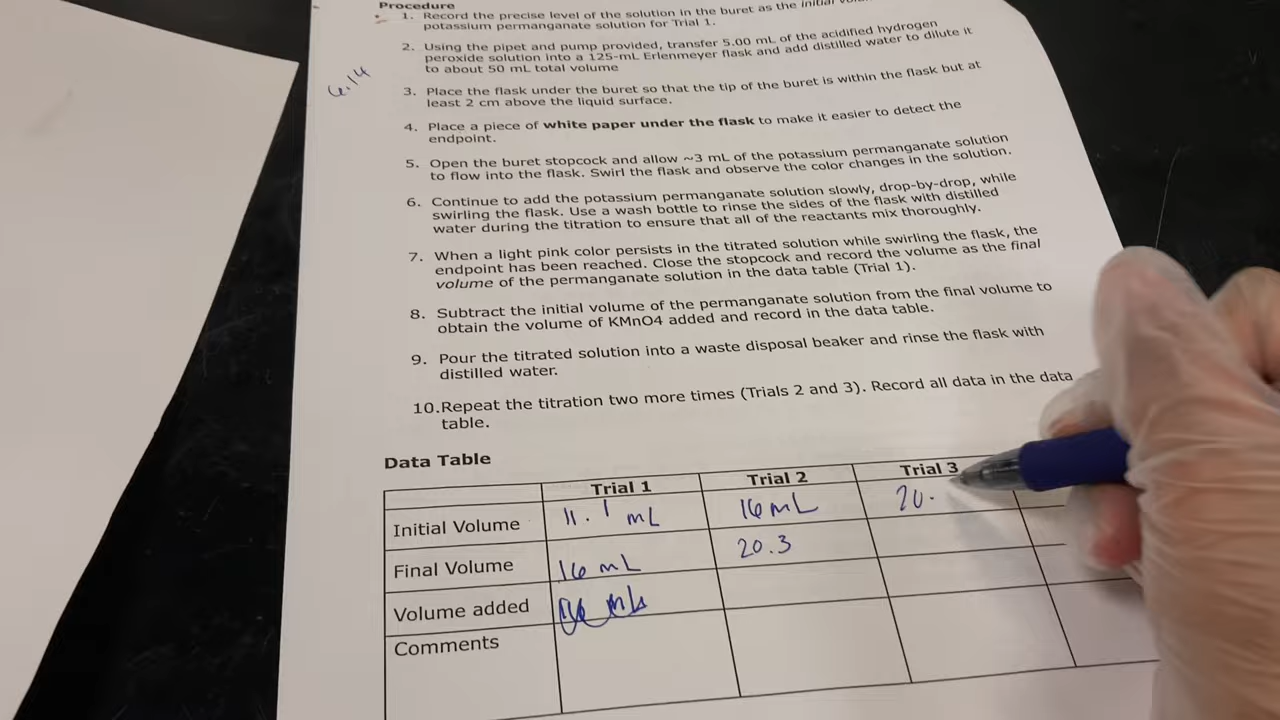 Procedure
1. Record the precise level of the solution in the buret as the initial
potassium permanganate solution for Trial 1.
2. Using the pipet and pump provided, transfer 5.00 mL of the acidified hydrogen
peroxide solution into a 125-mL Erlenmeyer flask and add distilled water to dilute it
to about 50 mL total volume
3. Place the flask under the buret so that the tip of the buret is within the flask but at
least 2 cm above the liquid surface.
4. Place a piece of white paper under the flask to make it easier to detect the
endpoint.
5. Open the buret stopcock and allow ~3 mL of the potassium permanganate solution
to flow into the flask. Swirl the flask and observe the color changes in the solution.
6. Continue to add the potassium permanganate solution slowly, drop-by-drop, while
swirling the flask. Use a wash bottle to rinse the sides of the flask with distilled
water during the titration to ensure that all of the reactants mix thoroughly.
7. When a light pink color persists in the titrated solution while swirling the flask, the
endpoint has been reached. Close the stopcock and record the volume as the final
volume of the permanganate solution in the data table (Trial 1).
8. Subtract the initial volume of the permanganate solution from the final volume to
obtain the volume of KMnO4 added and record in the data table.
9. Pour the titrated solution into a waste disposal beaker and rinse the flask with
distilled water.
10.Repeat the titration two more times (Trials 2 and 3). Record all data in the data
table.
Data Table
Trial 1 Trial 2 Trial 3
Initial Volume 11.1 mL 16 mL 20.
Final Volume 16 mL 20.3
Volume added
Comments